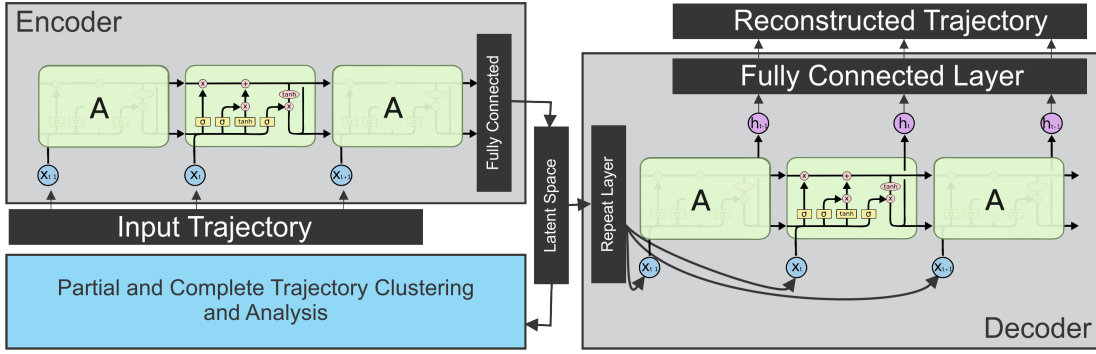 Encoder
A
x
+
tanh
x
x
σ
σ
tanh
σ
A
Fully Connected
Xt-1
Xt
Xt+1
Input Trajectory
Partial and Complete Trajectory Clustering
and Analysis
Latent Space
Reconstructed Trajectory
Fully Connected Layer
ht-1
ht
ht+1
Repeat Layer
A
x
+
tanh
x
x
σ
σ
tanh
σ
A
Xt-1
Xt
Xt+1
Decoder